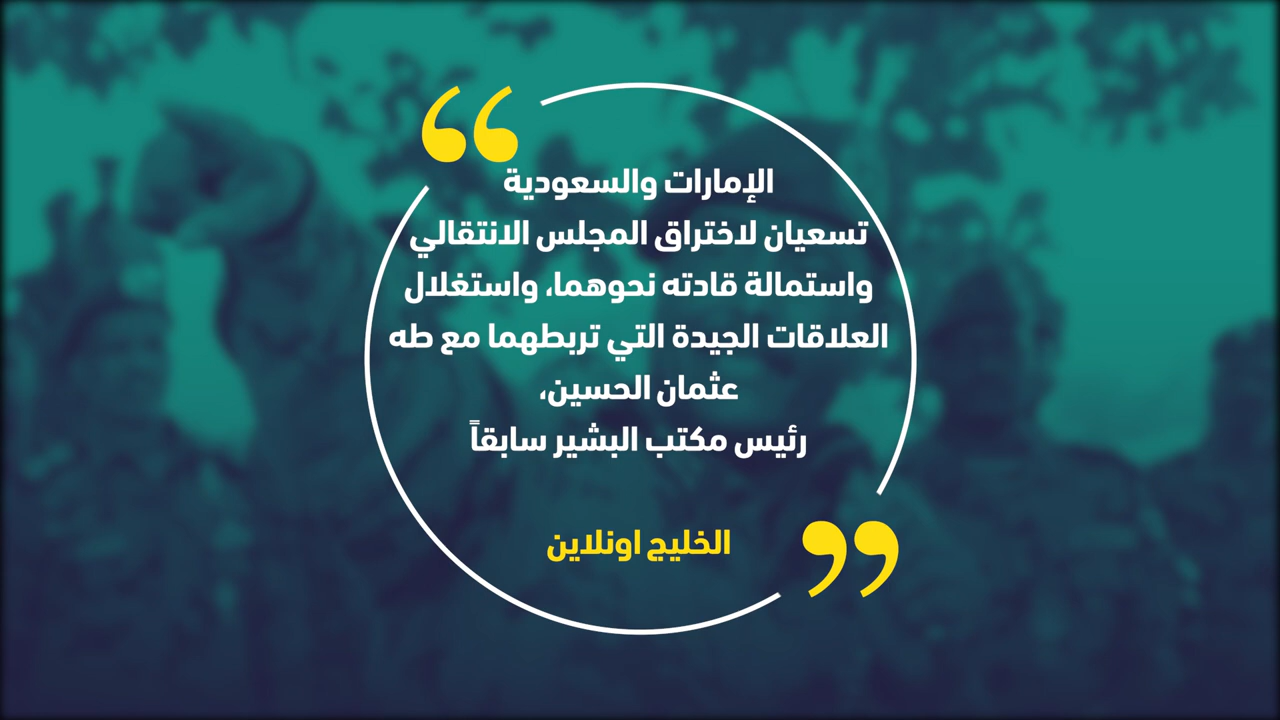 الإمارات والسعودية
تسعيان لاختراق المجلس الانتقالي
واستمالة قادته نحوهما، واستغلال
العلاقات الجيدة التي تربطهما مع طه
عثمان الحسين،
رئيس مكتب البشير سابقاً
الخليج اونلاين